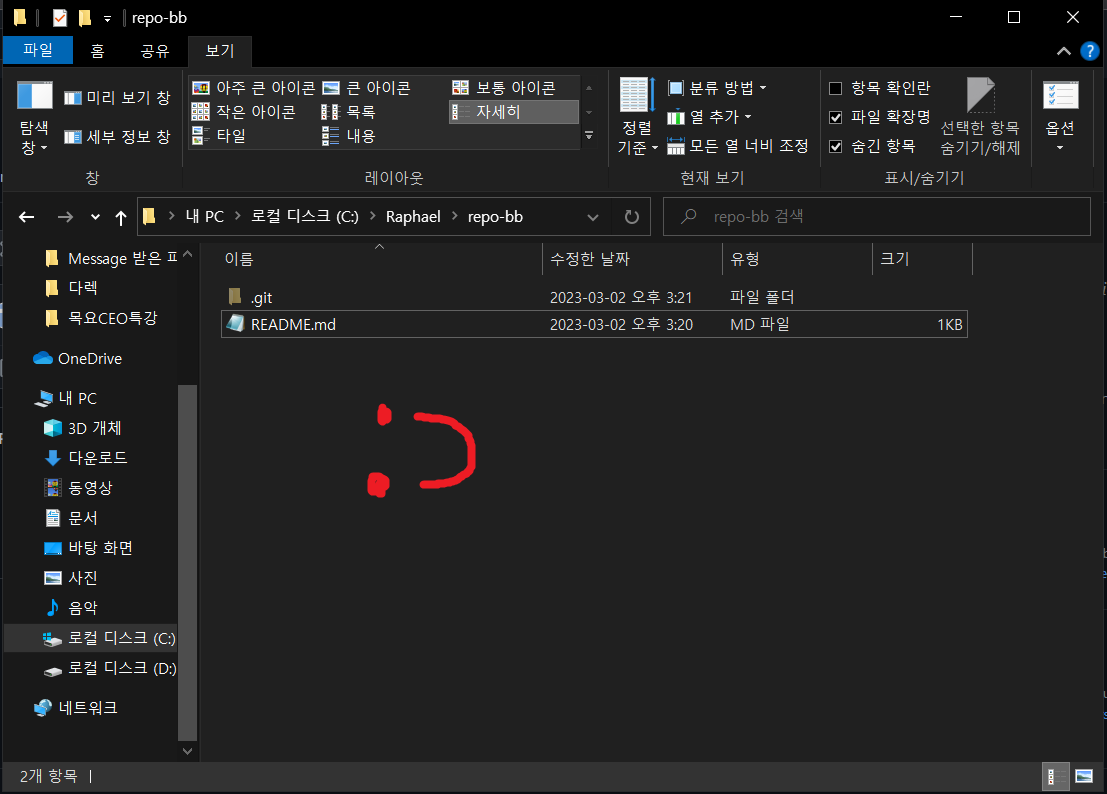 repo-bb
파일 홈 공유 보기
탐색 창
미리 보기 창
세부 정보 창
창
아주 큰 아이콘 큰 아이콘 보통 아이콘
작은 아이콘 목록 자세히
타일 내용
레이아웃
정렬 기준
분류 방법
열 추가
모든 열 너비 조정
현재 보기
항목 확인란
파일 확장명
숨긴 항목
선택한 항목
숨기기/해제
표시/숨기기
옵션
내 PC > 로컬 디스크 (C:) > Raphael > repo-bb
repo-bb 검색
Message 받은
다렉
목요CEO특강
OneDrive
내 PC
3D 개체
다운로드
동영상
문서
바탕 화면
사진
음악
로컬 디스크 (C:)
로컬 디스크 (D:)
네트워크
이름 수정한 날짜 유형 크기
.git 2023-03-02 오후 3:21 파일 폴더
README.md 2023-03-02 오후 3:20 MD 파일 1KB
:⊃
2개 항목